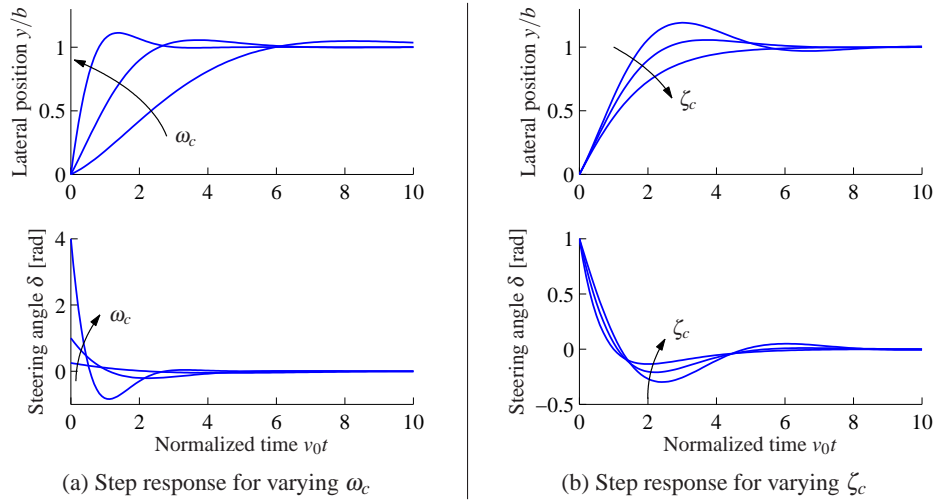 Lateral position y/b
1
0.5
0
0 2 4 6 8 10
ω_c
Steering angle δ [rad]
4
2
0
0 2 4 6 8 10
ω_c
Normalized time v₀t
(a) Step response for varying ω_c
Lateral position y/b
1
0.5
0
0 2 4 6 8 10
ζ_c
Steering angle δ [rad]
1
0.5
0
−0.5
0 2 4 6 8 10
ζ_c
Normalized time v₀t
(b) Step response for varying ζ_c